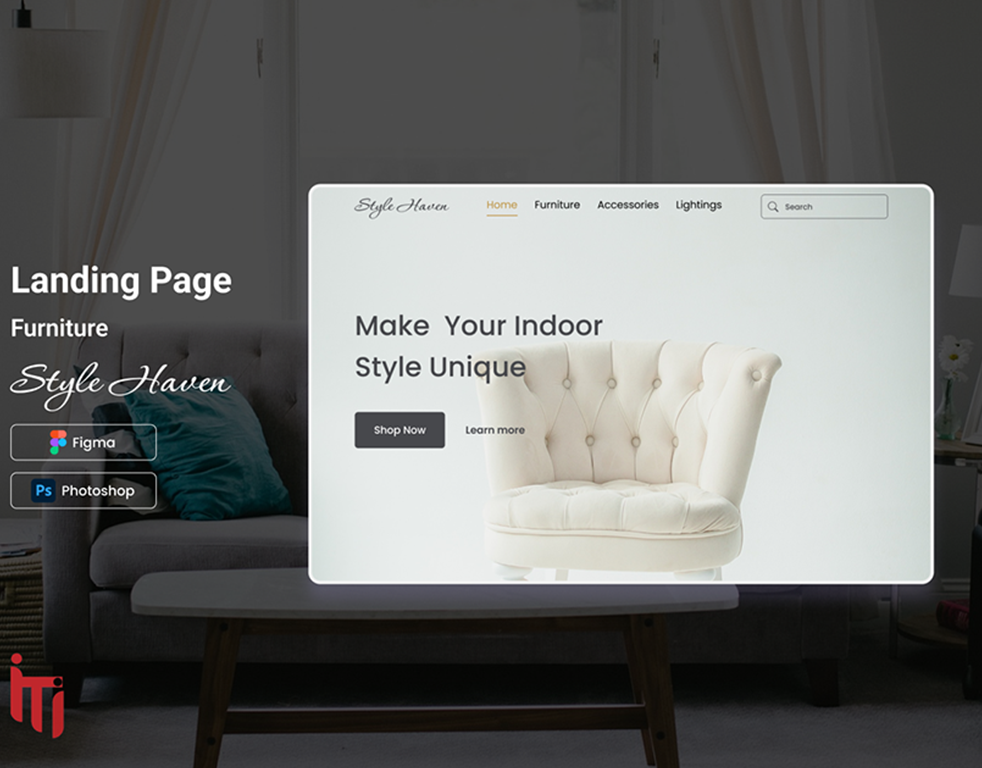 Landing Page
Furniture
Style Haven
Figma
Ps Photoshop
iTi
Style Haven Home Furniture Accessories Lightings Search
Make Your Indoor
Style Unique
Shop Now Learn more